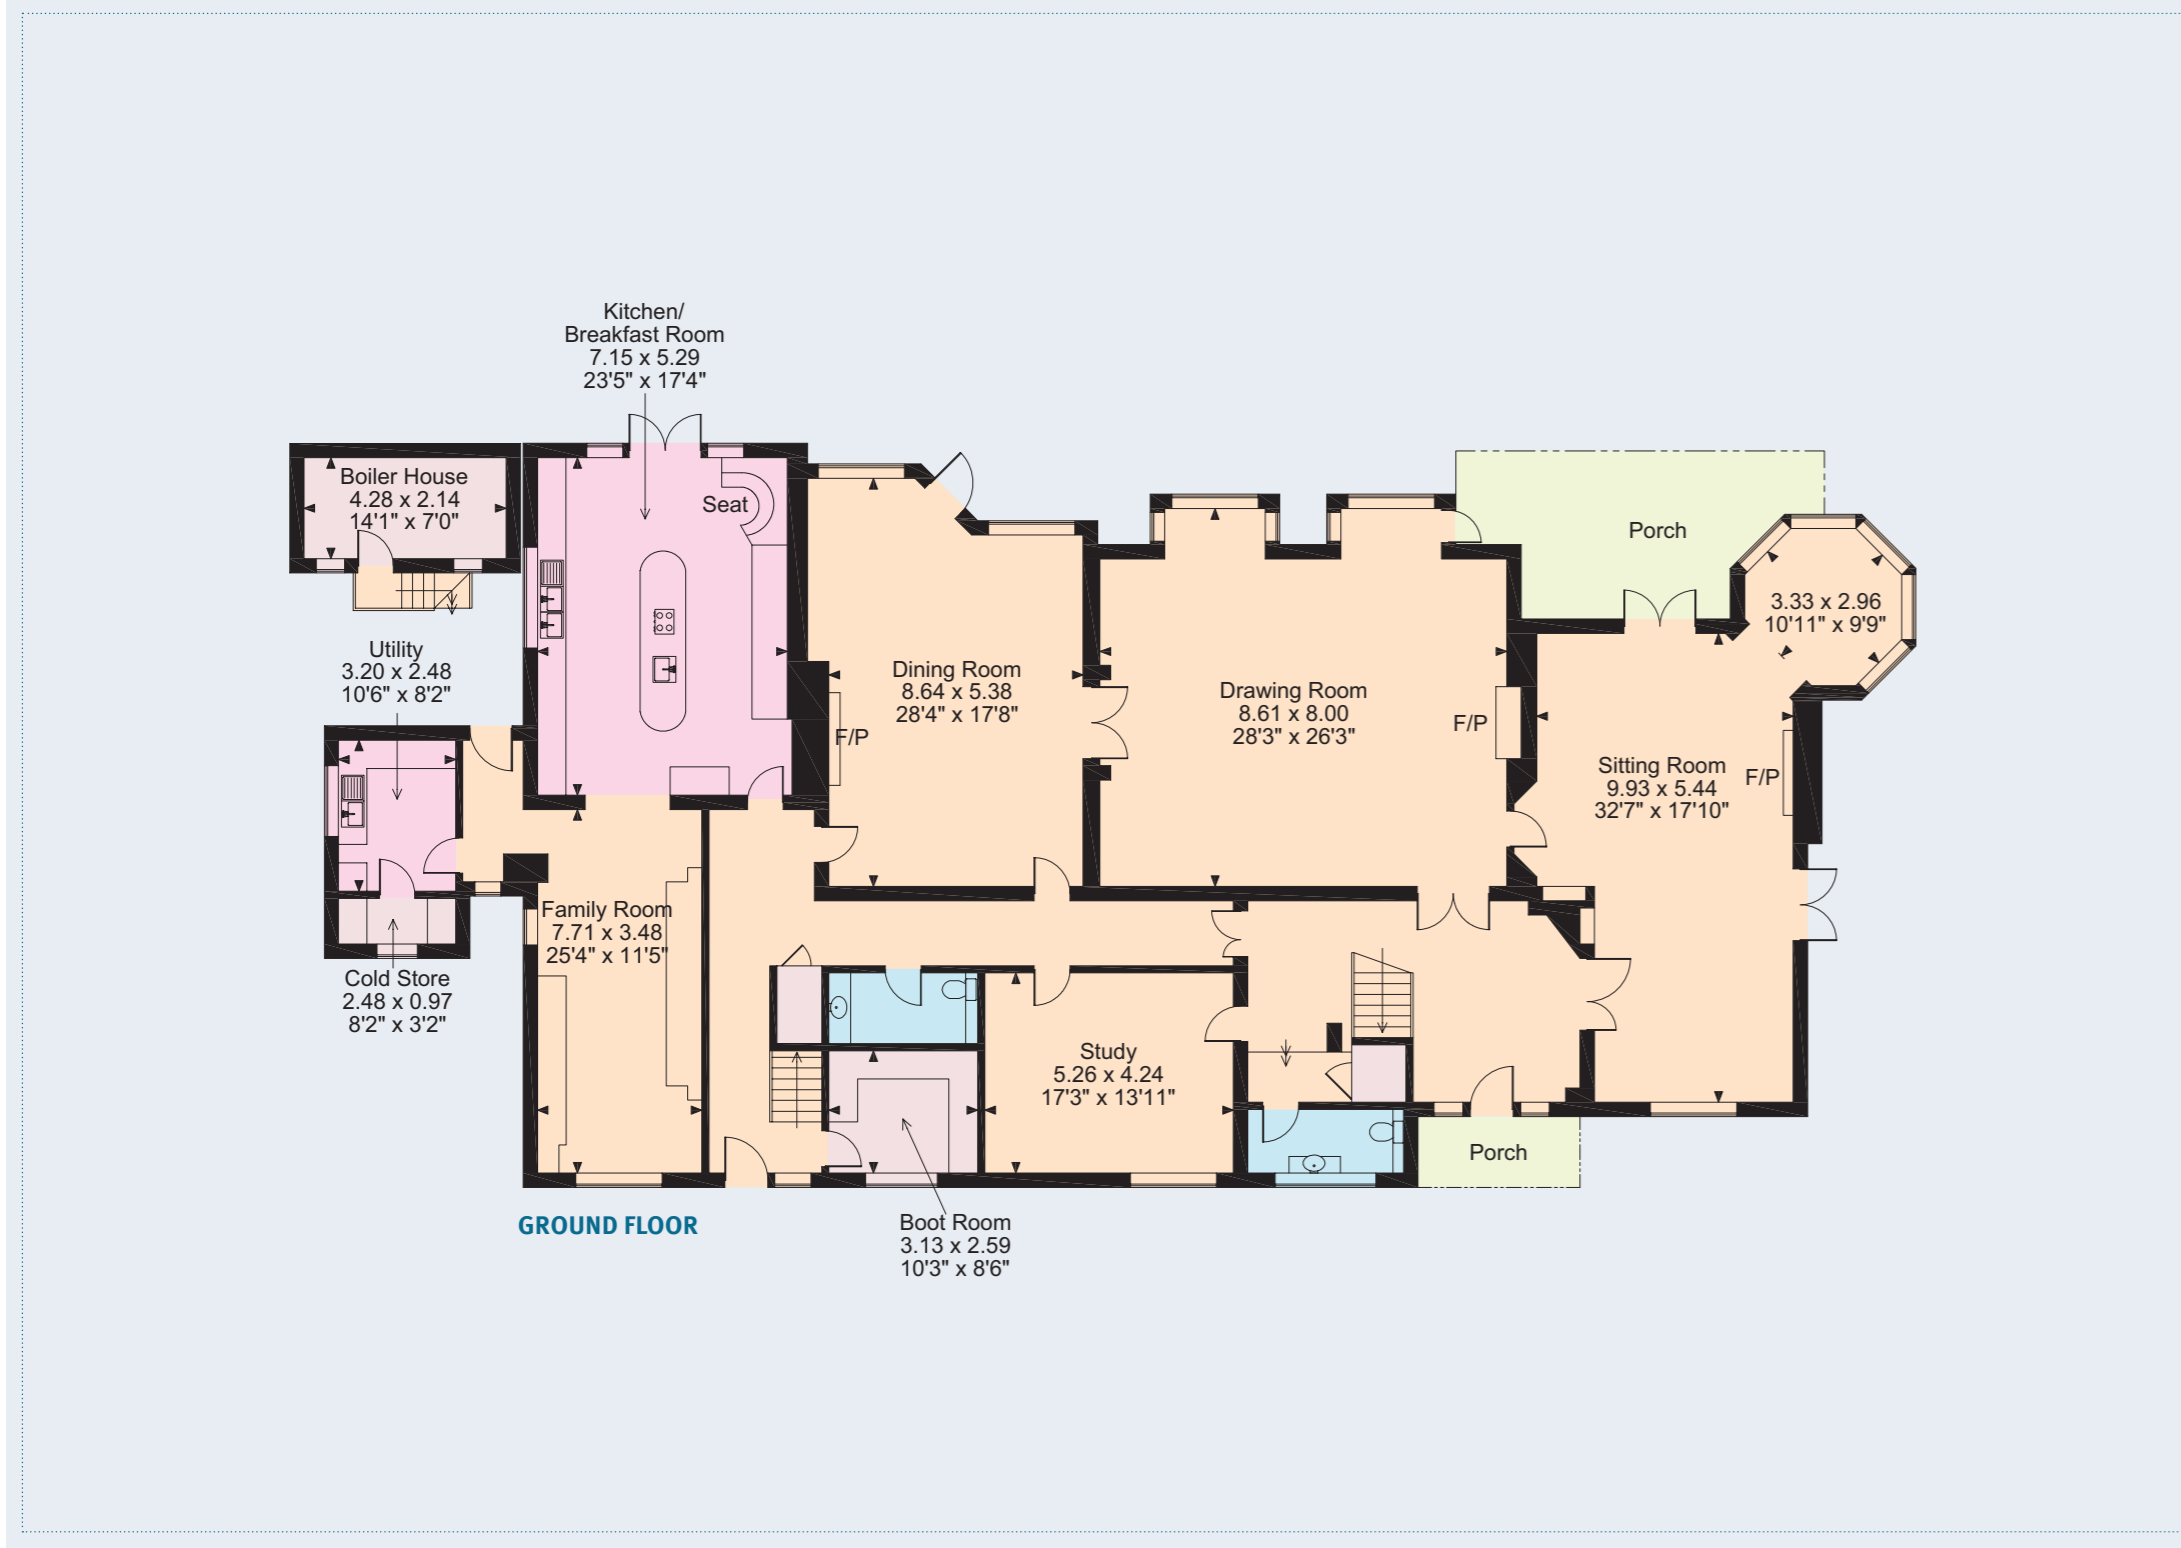 Kitchen/
Breakfast Room
7.15 x 5.29
23'5" x 17'4"
Boiler House
4.28 x 2.14
14'1" x 7'0"
Seat
Porch
3.33 x 2.96
10'11" x 9'9"
Utility
3.20 x 2.48
10'6" x 8'2"
Dining Room
8.64 x 5.38
28'4" x 17'8"
F/P
Drawing Room
8.61 x 8.00
28'3" x 26'3"
F/P
Sitting Room
9.93 x 5.44
32'7" x 17'10"
F/P
Family Room
7.71 x 3.48
25'4" x 11'5"
Cold Store
2.48 x 0.97
8'2" x 3'2"
Study
5.26 x 4.24
17'3" x 13'11"
Porch
GROUND FLOOR
Boot Room
3.13 x 2.59
10'3" x 8'6"